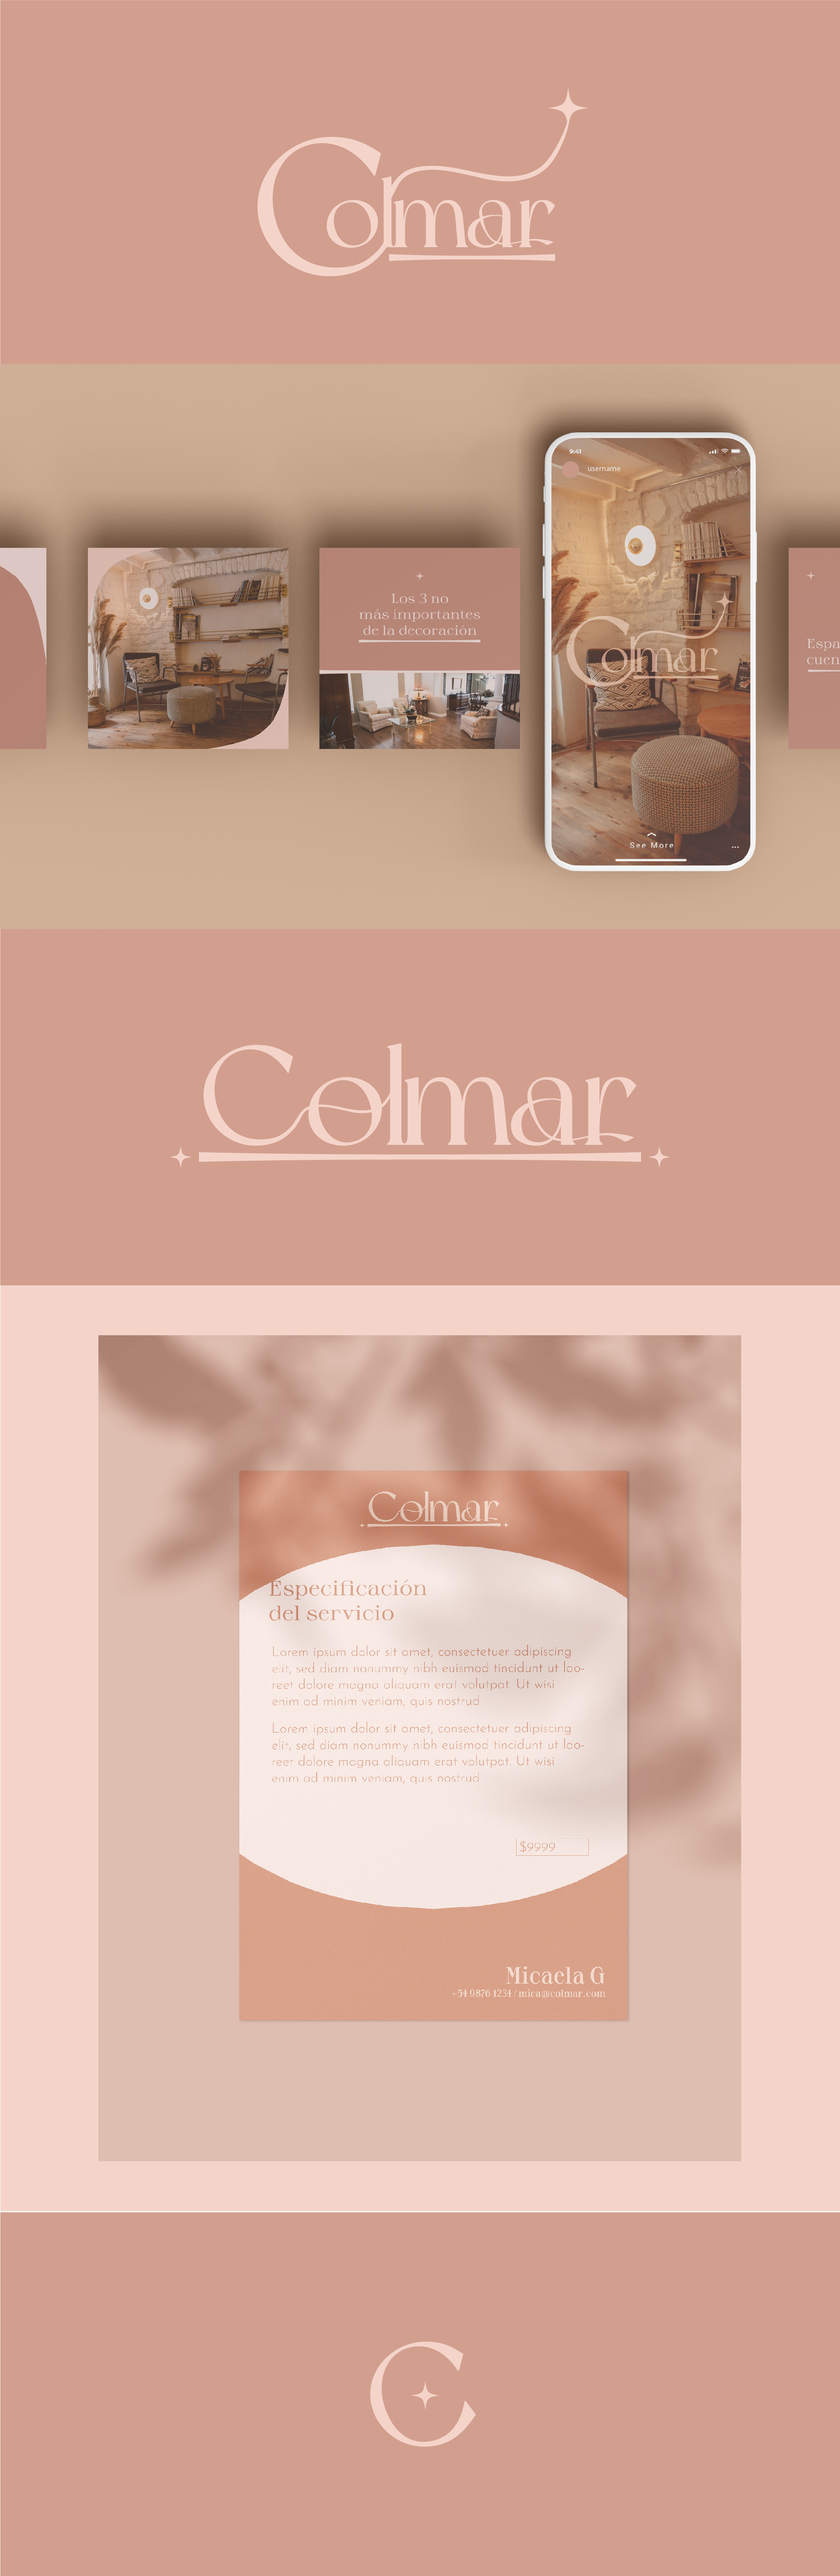 Colmar
9:41
username
Los 3 no
más importantes
de la decoración
Colmar
See More
Espa
cuen
Colmar
Colmar
Especificación
del servicio
Lorem ipsum dolor sit amet, consectetuer adipiscing
elit, sed diam nonummy nibh euismod tincidunt ut lao-
reet dolore magna aliquam erat volutpat. Ut wisi
enim ad minim veniam, quis nostrud
Lorem ipsum dolor sit amet, consectetuer adipiscing
elit, sed diam nonummy nibh euismod tincidunt ut lao-
reet dolore magna aliquam erat volutpat. Ut wisi
enim ad minim veniam, quis nostrud
$9999
Micaela G
+54 9876 1234 / mica@colmar.com
C